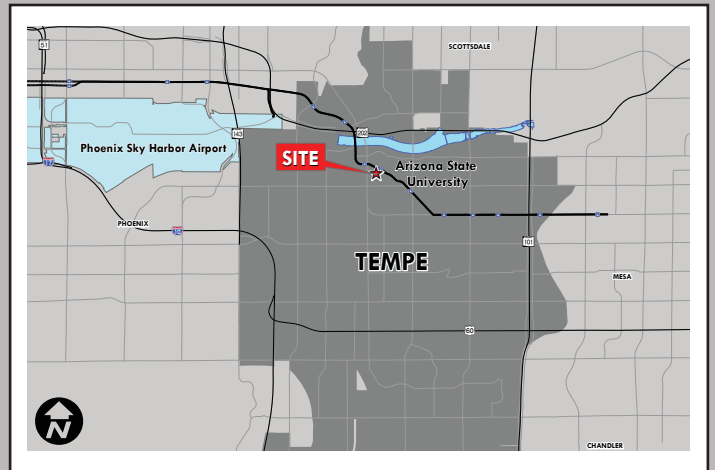 SCOTTSDALE
51
143
202
Phoenix Sky Harbor Airport
SITE
Arizona State
University
17
PHOENIX
10
TEMPE
101
MESA
60
N
CHANDLER